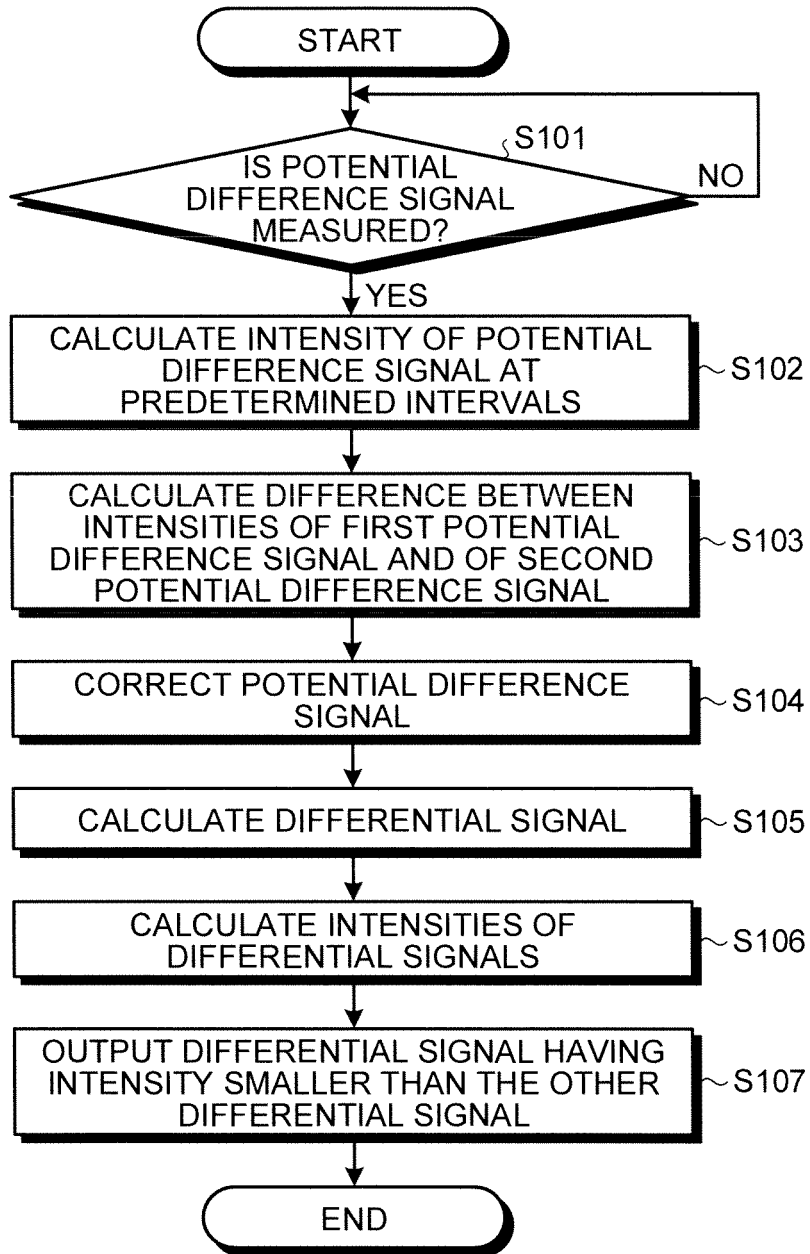 START
S101
IS POTENTIAL
DIFFERENCE SIGNAL
MEASURED?
NO
YES
CALCULATE INTENSITY OF POTENTIAL
DIFFERENCE SIGNAL AT
PREDETERMINED INTERVALS
S102
CALCULATE DIFFERENCE BETWEEN
INTENSITIES OF FIRST POTENTIAL
DIFFERENCE SIGNAL AND OF SECOND
POTENTIAL DIFFERENCE SIGNAL
S103
CORRECT POTENTIAL DIFFERENCE
SIGNAL
S104
CALCULATE DIFFERENTIAL SIGNAL
S105
CALCULATE INTENSITIES OF
DIFFERENTIAL SIGNALS
S106
OUTPUT DIFFERENTIAL SIGNAL HAVING
INTENSITY SMALLER THAN THE OTHER
DIFFERENTIAL SIGNAL
S107
END